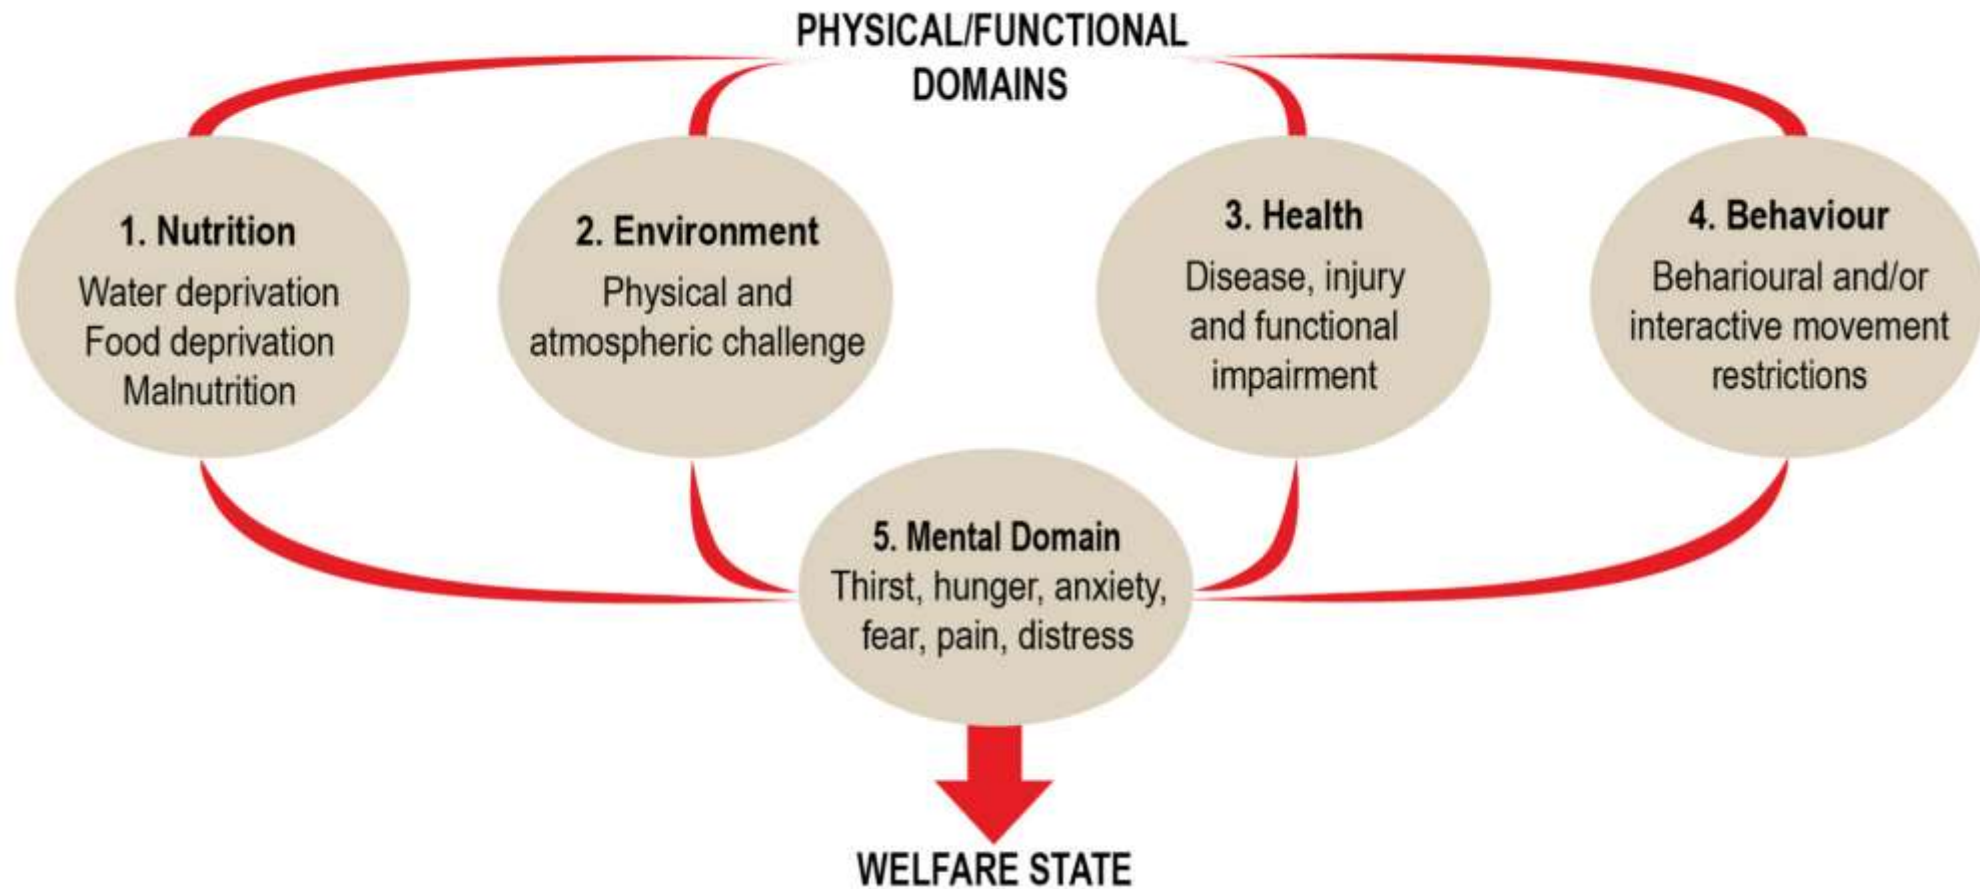 PHYSICAL/FUNCTIONAL
DOMAINS
1. Nutrition
Water deprivation
Food deprivation
Malnutrition
2. Environment
Physical and
atmospheric challenge
3. Health
Disease, injury
and functional
impairment
4. Behaviour
Beharioural and/or
interactive movement
restrictions
5. Mental Domain
Thirst, hunger, anxiety,
fear, pain, distress
WELFARE STATE